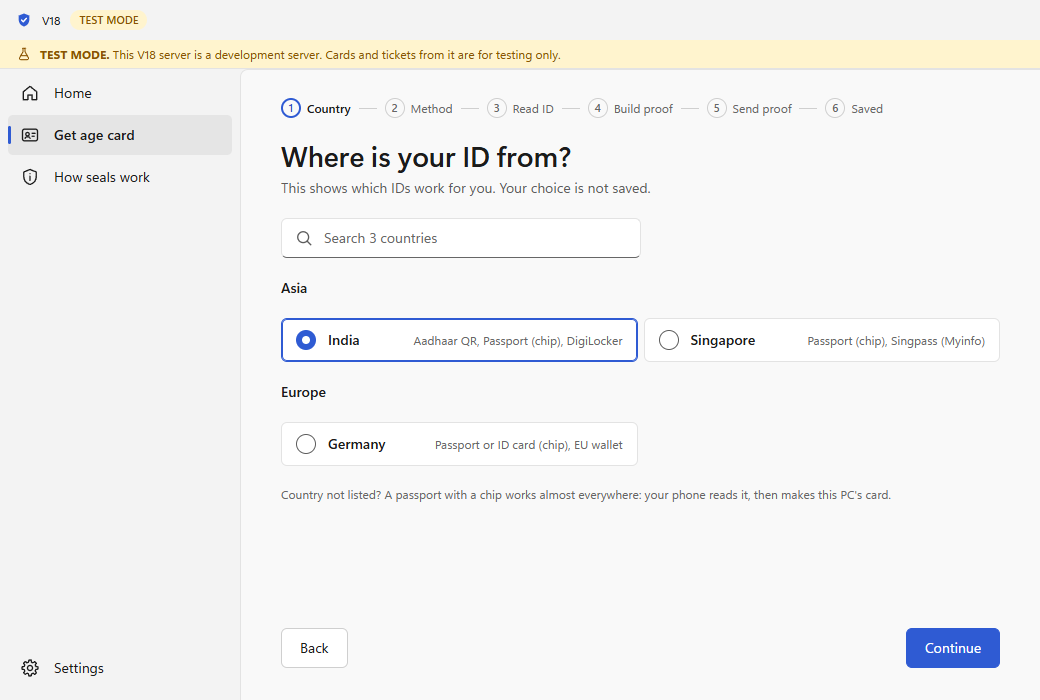 V18 TEST MODE
TEST MODE. This V18 server is a development server. Cards and tickets from it are for testing only.
Home
Get age card
How seals work
Settings
1 Country 2 Method 3 Read ID 4 Build proof 5 Send proof 6 Saved
Where is your ID from?
This shows which IDs work for you. Your choice is not saved.
Search 3 countries
Asia
India Aadhaar QR, Passport (chip), DigiLocker
Singapore Passport (chip), Singpass (Myinfo)
Europe
Germany Passport or ID card (chip), EU wallet
Country not listed? A passport with a chip works almost everywhere: your phone reads it, then makes this PC's card.
Back Continue